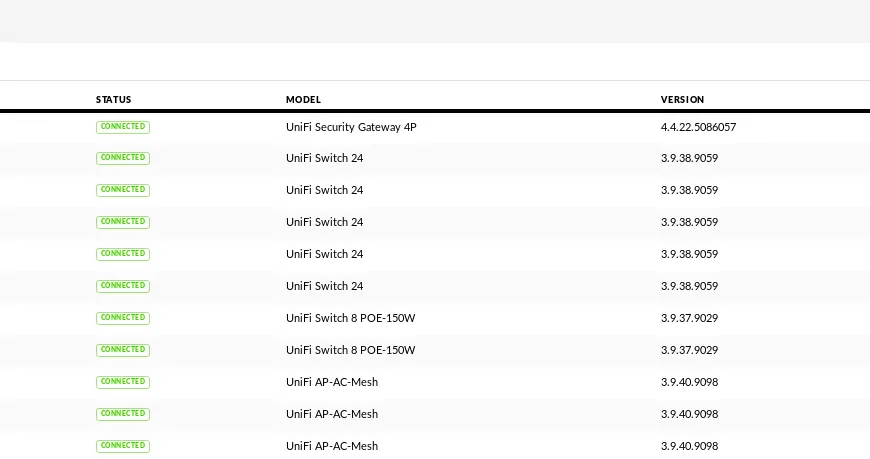 STATUS MODEL VERSION
CONNECTED UniFi Security Gateway 4P 4.4.22.5086057
CONNECTED UniFi Switch 24 3.9.38.9059
CONNECTED UniFi Switch 24 3.9.38.9059
CONNECTED UniFi Switch 24 3.9.38.9059
CONNECTED UniFi Switch 24 3.9.38.9059
CONNECTED UniFi Switch 24 3.9.38.9059
CONNECTED UniFi Switch 8 POE-150W 3.9.37.9029
CONNECTED UniFi Switch 8 POE-150W 3.9.37.9029
CONNECTED UniFi AP-AC-Mesh 3.9.40.9098
CONNECTED UniFi AP-AC-Mesh 3.9.40.9098
CONNECTED UniFi AP-AC-Mesh 3.9.40.9098